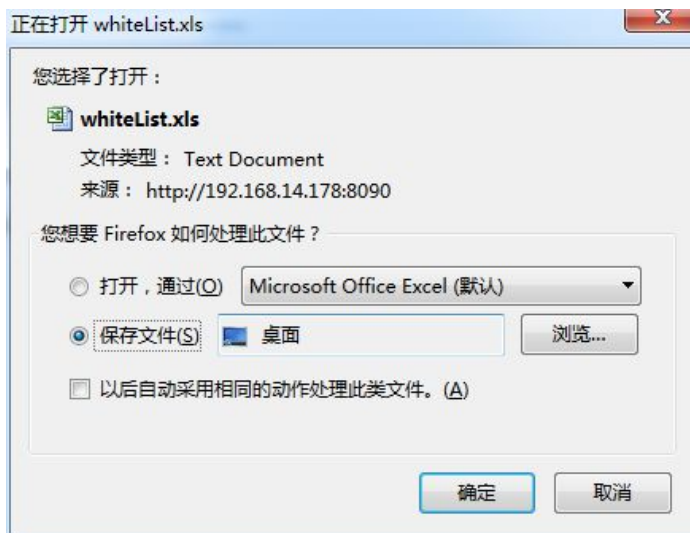 正在打开 whiteList.xls
您选择了打开：
whiteList.xls
文件类型： Text Document
来源： http://192.168.14.178:8090
您想要 Firefox 如何处理此文件？
打开，通过(O) Microsoft Office Excel (默认)
保存文件(S) 桌面 浏览...
以后自动采用相同的动作处理此类文件。(A)
确定 取消